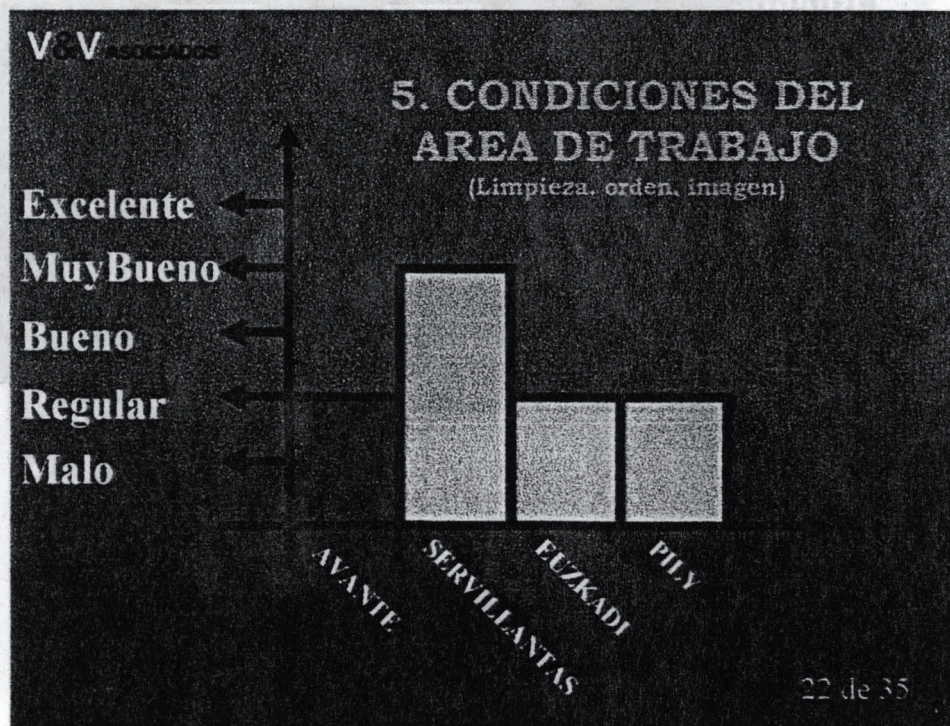 V&V ASOCIADOS
5. CONDICIONES DEL
AREA DE TRABAJO
(Limpieza, orden, imagen)
Excelente
MuyBueno
Bueno
Regular
Malo
AVANTE
SERVILLANTAS
EUZKADI
PILY
22 de 35